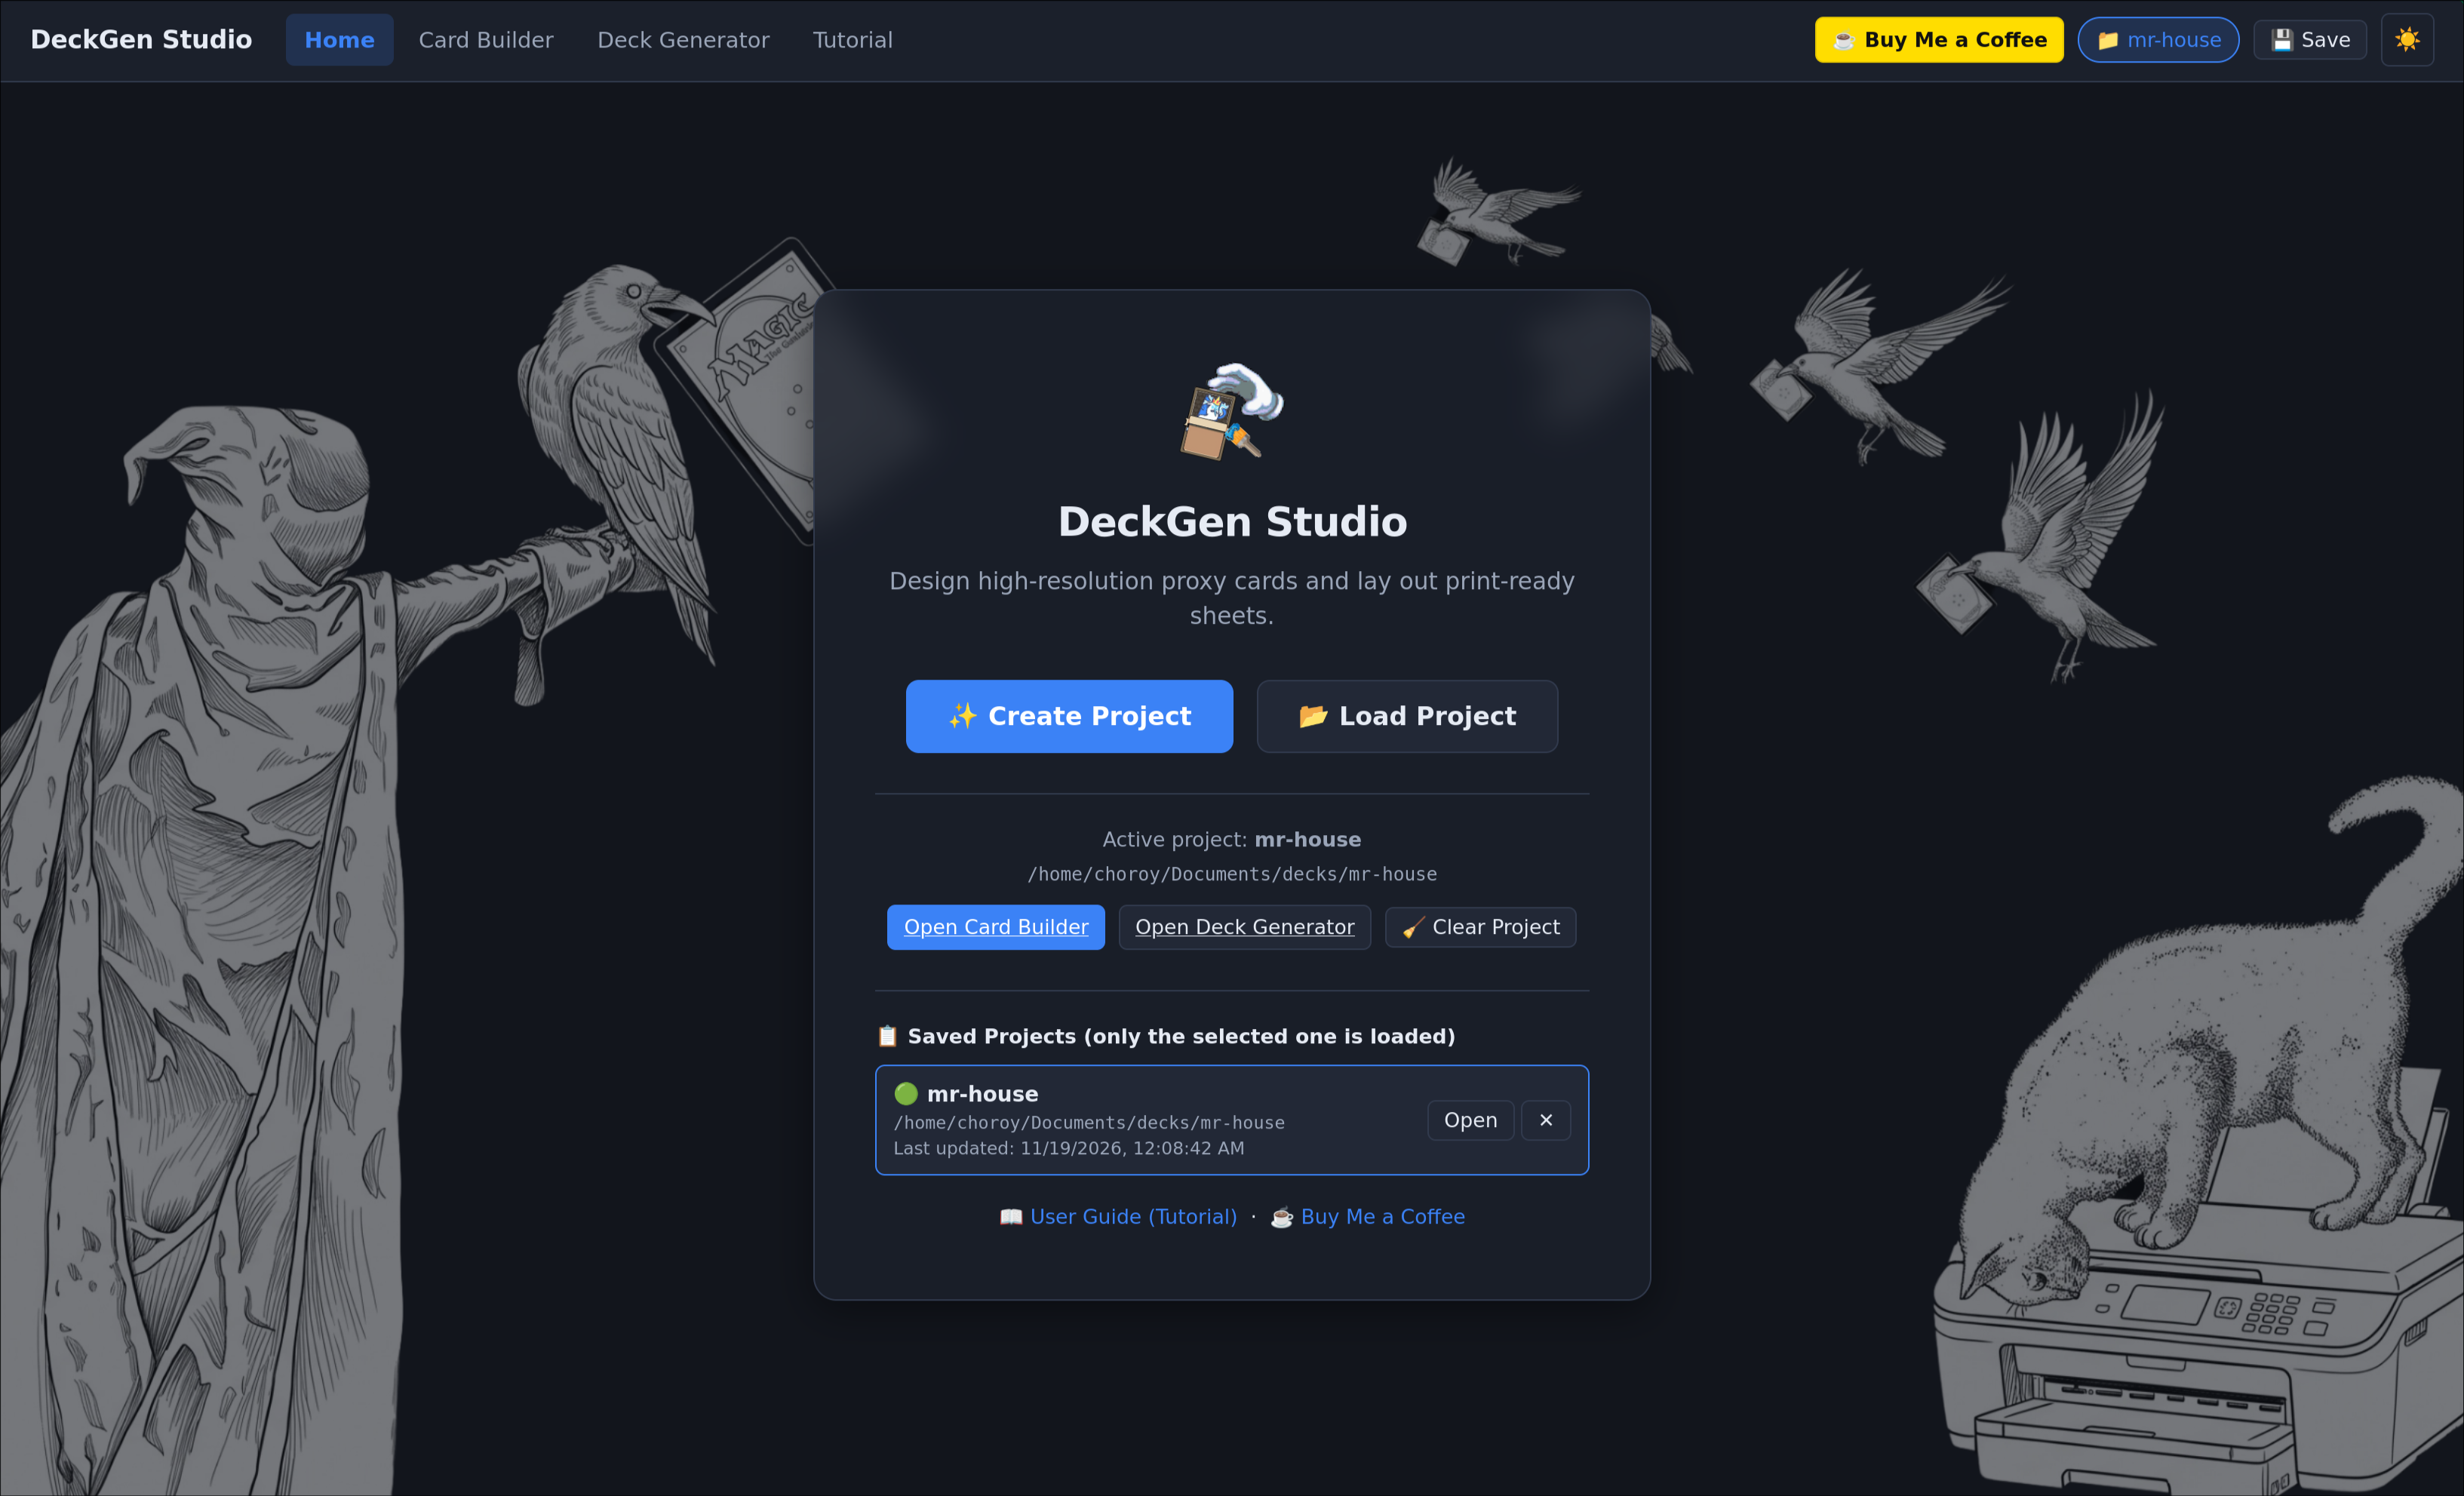 DeckGen Studio
Home
Card Builder
Deck Generator
Tutorial
☕ Buy Me a Coffee
📁 mr-house
💾 Save
MAGIC
The Gathering
DeckGen Studio
Design high-resolution proxy cards and lay out print-ready
sheets.
✨ Create Project
📂 Load Project
Active project: mr-house
/home/choroy/Documents/decks/mr-house
Open Card Builder
Open Deck Generator
🧹 Clear Project
📋 Saved Projects (only the selected one is loaded)
🟢 mr-house
/home/choroy/Documents/decks/mr-house
Last updated: 11/19/2026, 12:08:42 AM
Open
✕
📖 User Guide (Tutorial) · ☕ Buy Me a Coffee